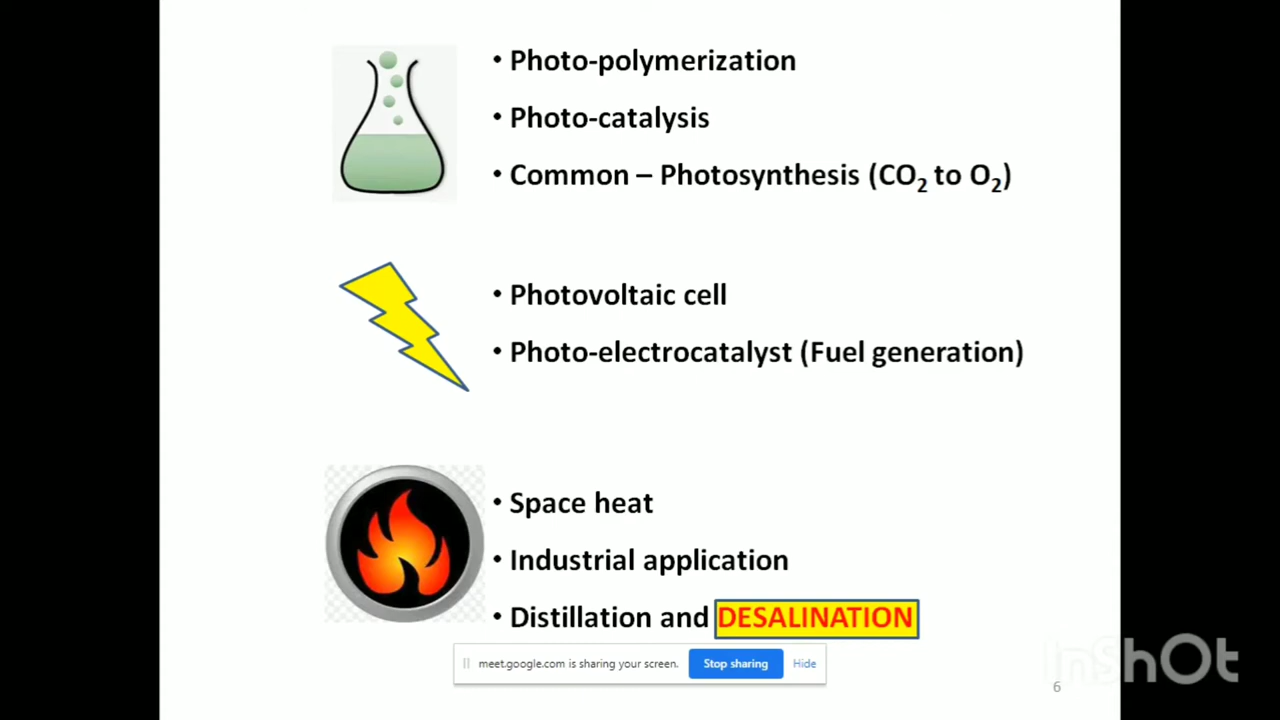 • Photo-polymerization
• Photo-catalysis
• Common – Photosynthesis (CO₂ to O₂)
• Photovoltaic cell
• Photo-electrocatalyst (Fuel generation)
• Space heat
• Industrial application
• Distillation and DESALINATION
meet.google.com is sharing your screen. Stop sharing Hide
InShOt
6